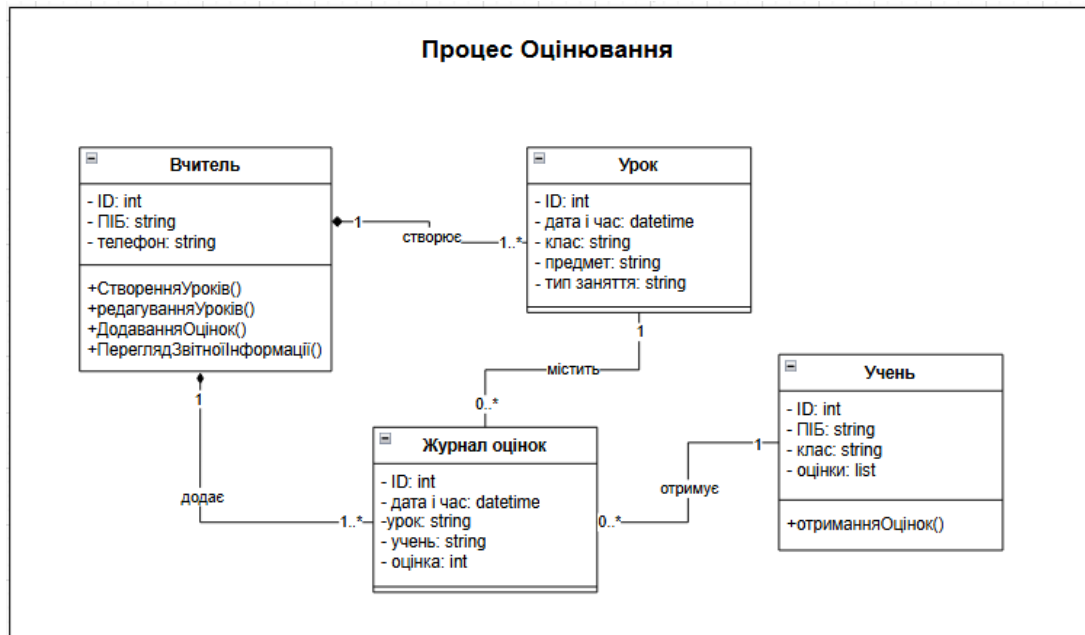 Процес Оцінювання
Вчитель
- ID: int
- ПІБ: string
- телефон: string
+СтворенняУроків()
+редагуванняУроків()
+ДодаванняОцінок()
+ПереглядЗвітноїІнформації()
1
створює
1..*
Урок
- ID: int
- дата і час: datetime
- клас: string
- предмет: string
- тип заняття: string
1
містить
0..*
1
додає
1..*
Журнал оцінок
- ID: int
- дата і час: datetime
-урок: string
- учень: string
- оцінка: int
0..*
отримує
1
Учень
- ID: int
- ПІБ: string
- клас: string
- оцінки: list
+отриманняОцінок()